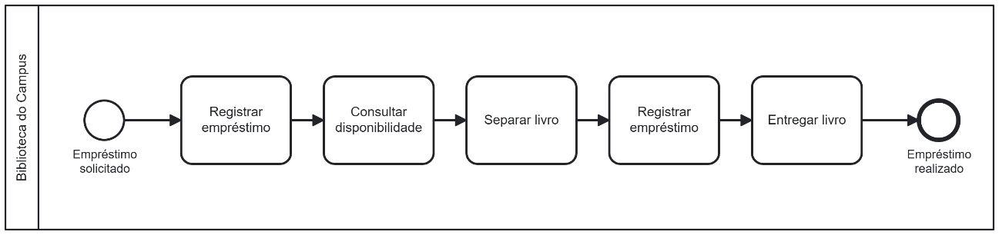 Biblioteca do Campus
Empréstimo
solicitado
Registrar
empréstimo
Consultar
disponibilidade
Separar livro
Registrar
empréstimo
Entregar livro
Empréstimo
realizado